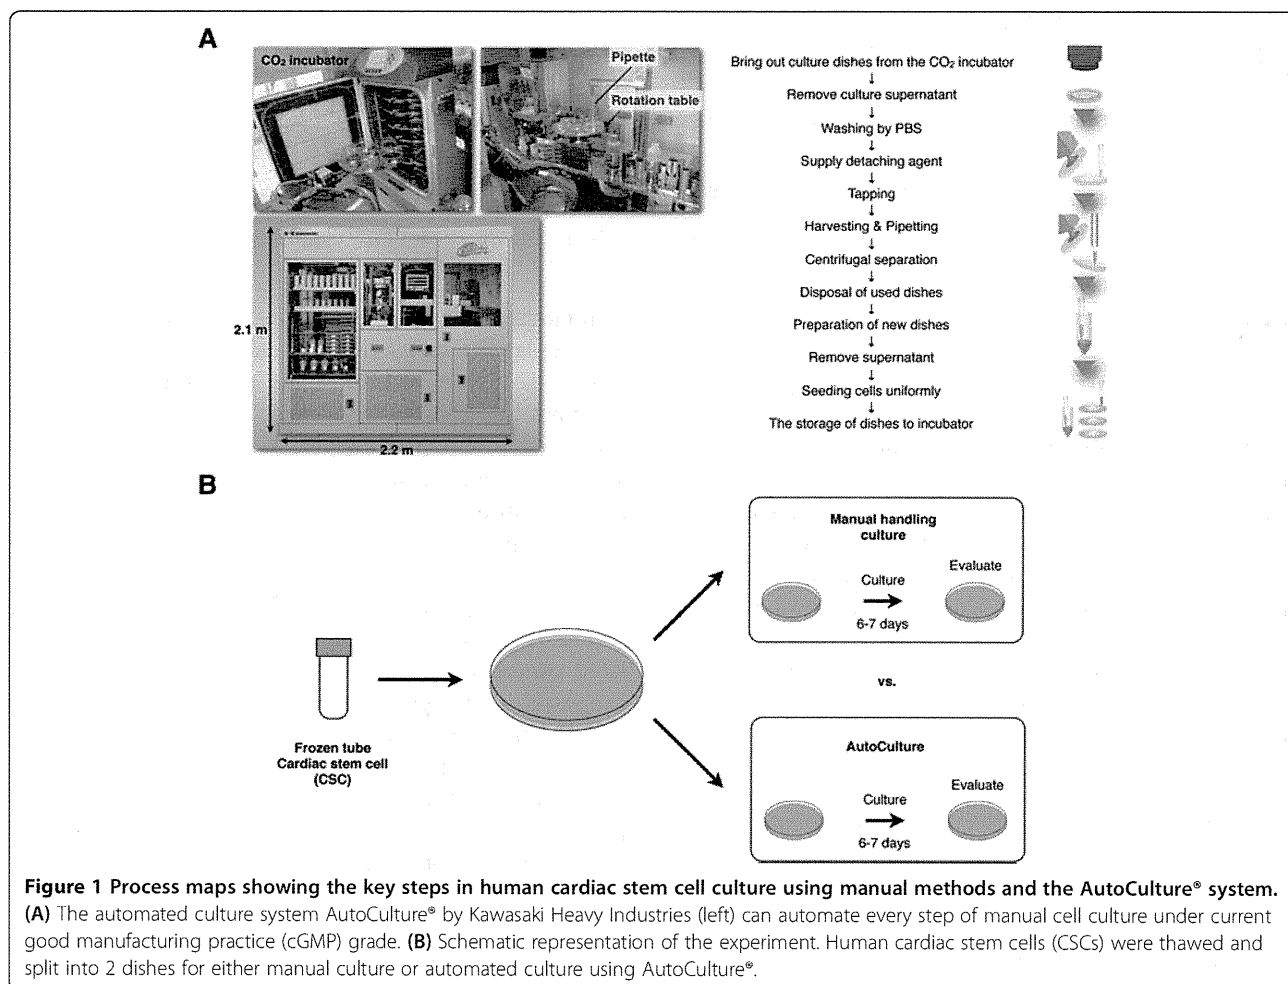 A
CO₂ incubator
Pipette
Rotation table
2.1 m
2.2 m
Bring out culture dishes from the CO₂ incubator
↓
Remove culture supernatant
↓
Washing by PBS
↓
Supply detaching agent
↓
Tapping
↓
Harvesting & Pipetting
↓
Centrifugal separation
↓
Disposal of used dishes
↓
Preparation of new dishes
↓
Remove supernatant
↓
Seeding cells uniformly
↓
The storage of dishes to incubator
B
Frozen tube
Cardiac stem cell
(CSC)
Manual handling
culture
Culture
6-7 days
Evaluate
vs.
AutoCulture
Culture
6-7 days
Evaluate
Figure 1 Process maps showing the key steps in human cardiac stem cell culture using manual methods and the AutoCulture® system.
(A) The automated culture system AutoCulture® by Kawasaki Heavy Industries (left) can automate every step of manual cell culture under current
good manufacturing practice (cGMP) grade. (B) Schematic representation of the experiment. Human cardiac stem cells (CSCs) were thawed and
split into 2 dishes for either manual culture or automated culture using AutoCulture®.